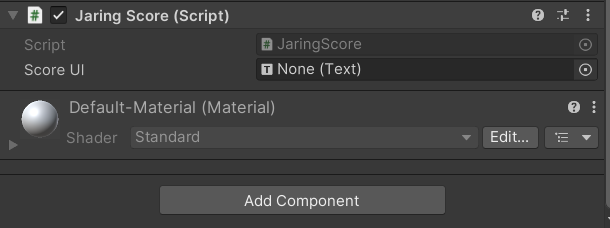 Jaring Score (Script)
Script JaringScore
Score UI None (Text)
Default-Material (Material)
Shader Standard Edit...
Add Component